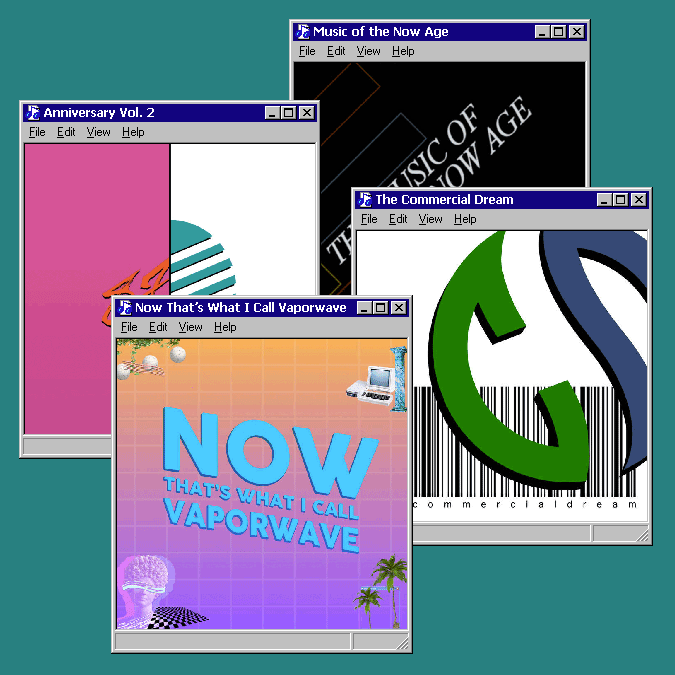 Music of the Now Age
File Edit View Help
MUSIC OF
NOW AGE
Anniversary Vol. 2
File Edit View Help
The Commercial Dream
File Edit View Help
commercialdream
Now That's What I Call Vaporwave
File Edit View Help
NOW
THAT'S WHAT I CALL
VAPORWAVE